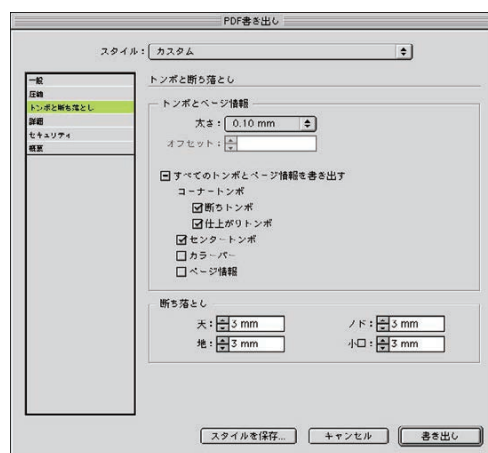 PDF書き出し
スタイル： カスタム
一般
圧縮
トンボと断ち落とし
詳細
セキュリティ
概要
トンボと断ち落とし
トンボとページ情報
太さ： 0.10 mm
オフセット：
すべてのトンボとページ情報を書き出す
コーナートンボ
断ちトンボ
仕上がりトンボ
センタートンボ
カラーバー
ページ情報
断ち落とし
天： 3 mm ノド： 3 mm
地： 3 mm 小口： 3 mm
スタイルを保存... キャンセル 書き出し